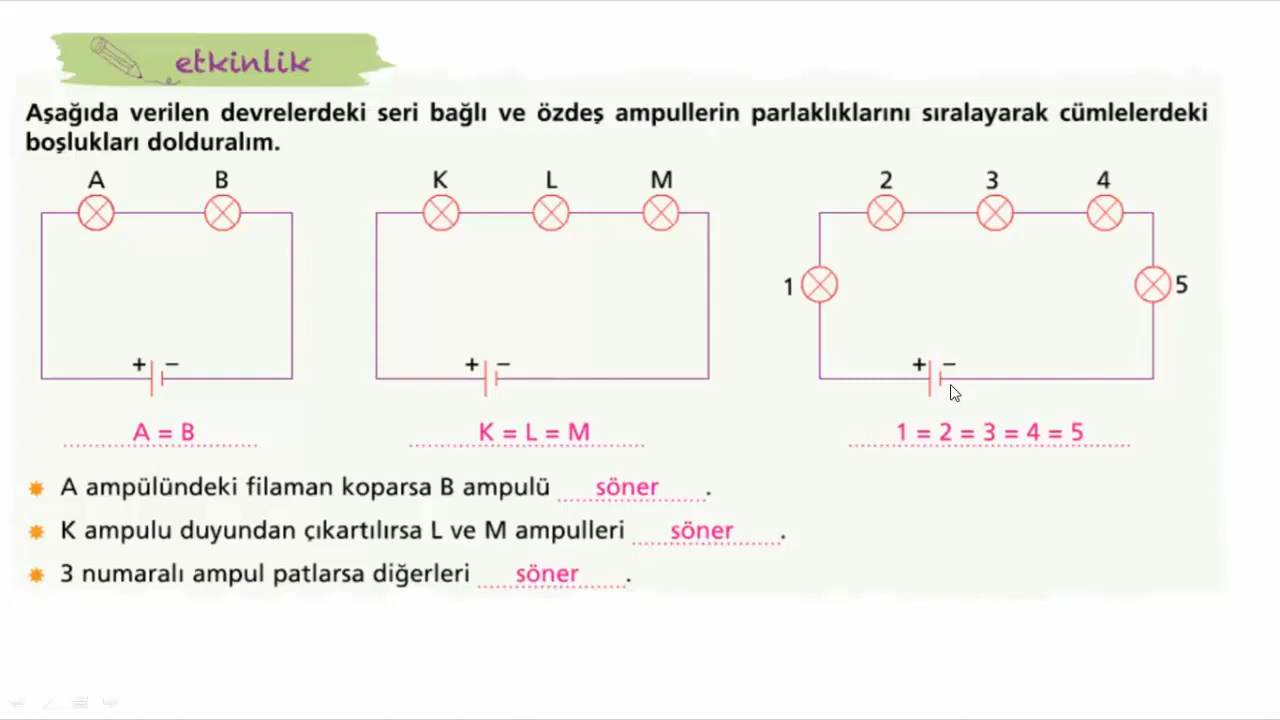 etkinlik
Aşağıda verilen devrelerdeki seri bağlı ve özdeş ampullerin parlaklıklarını sıralayarak cümlelerdeki
boşlukları dolduralım.
A B
K L M
2 3 4
1 5
+ −
+ −
+ −
A = B
K = L = M
1 = 2 = 3 = 4 = 5
A ampülündeki filaman koparsa B ampulü söner.
K ampulu duyundan çıkartılırsa L ve M ampulleri söner.
3 numaralı ampul patlarsa diğerleri söner.